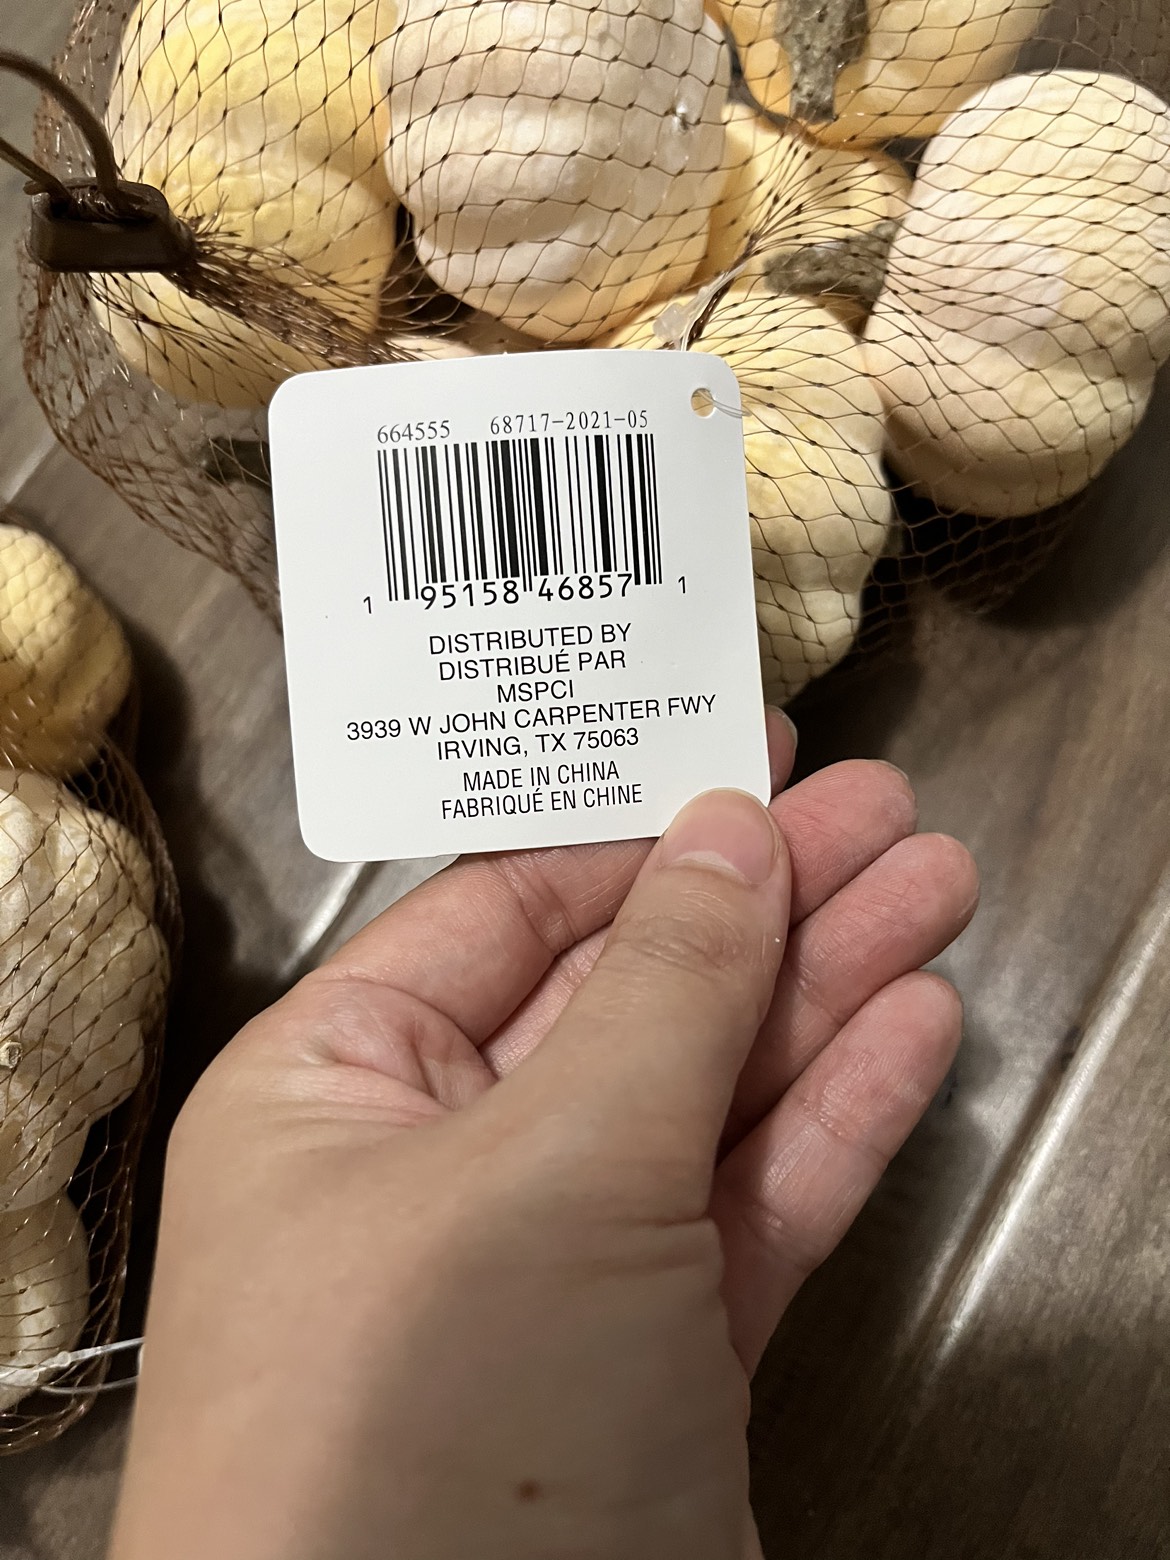 664555 68717-2021-05
1 95158 46857 1
DISTRIBUTED BY
DISTRIBUÉ PAR
MSPCI
3939 W JOHN CARPENTER FWY
IRVING, TX 75063
MADE IN CHINA
FABRIQUÉ EN CHINE